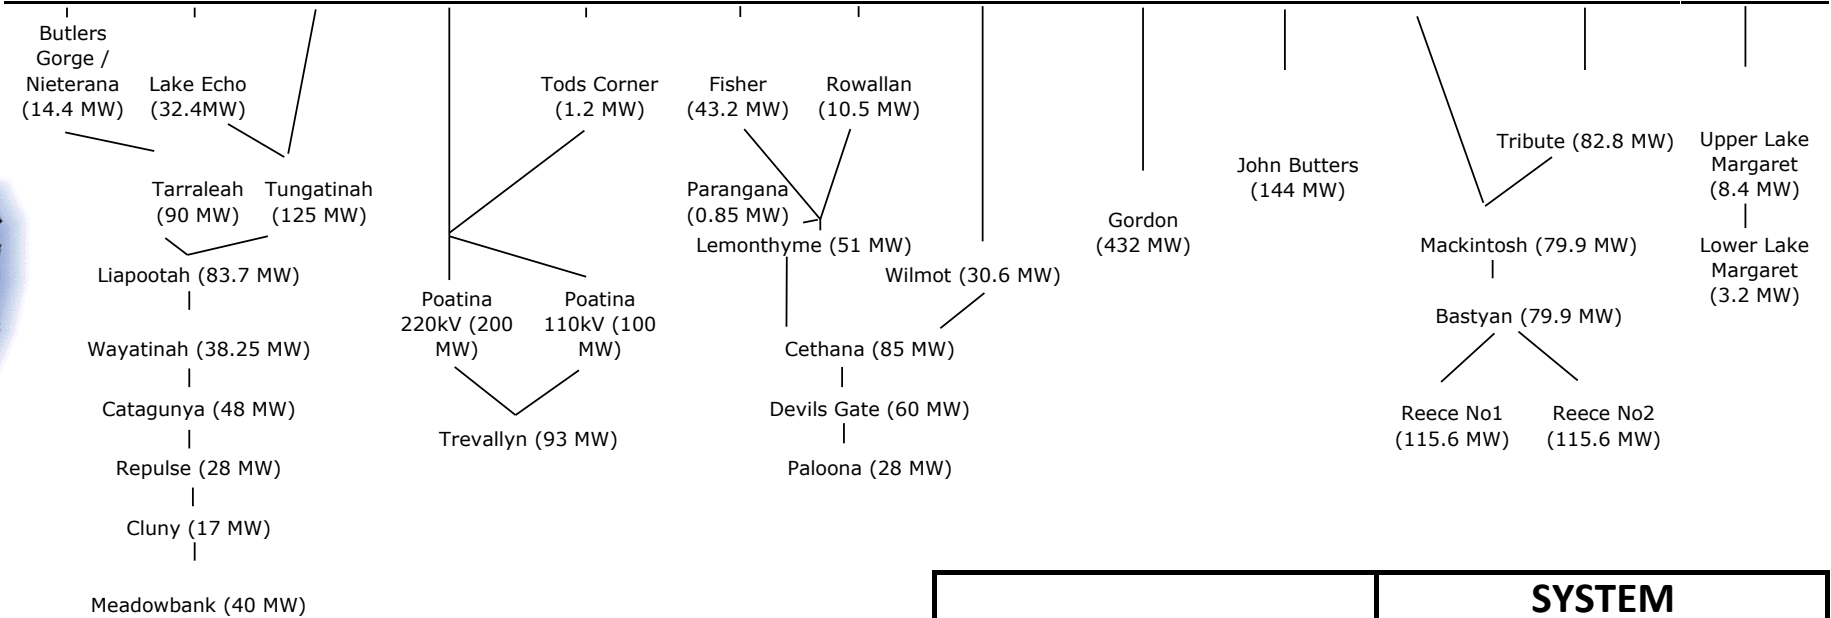 Butlers
Gorge /
Nieterana
(14.4 MW)
Lake Echo
(32.4MW)
Tarraleah
(90 MW)
Tungatinah
(125 MW)
Liapootah (83.7 MW)
Wayatinah (38.25 MW)
Catagunya (48 MW)
Repulse (28 MW)
Cluny (17 MW)
Meadowbank (40 MW)
Tods Corner
(1.2 MW)
Poatina
220kV (200
MW)
Poatina
110kV (100
MW)
Trevallyn (93 MW)
Fisher
(43.2 MW)
Rowallan
(10.5 MW)
Parangana
(0.85 MW)
Lemonthyme (51 MW)
Wilmot (30.6 MW)
Cethana (85 MW)
Devils Gate (60 MW)
Paloona (28 MW)
Gordon
(432 MW)
John Butters
(144 MW)
Tribute (82.8 MW)
Mackintosh (79.9 MW)
Bastyan (79.9 MW)
Reece No1
(115.6 MW)
Reece No2
(115.6 MW)
Upper Lake
Margaret
(8.4 MW)
Lower Lake
Margaret
(3.2 MW)
SYSTEM